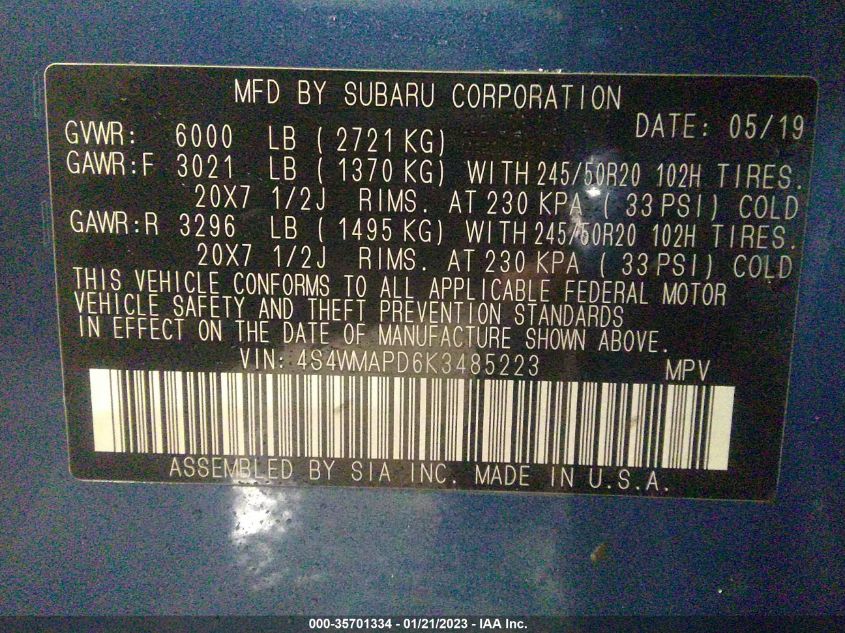 MFD BY SUBARU CORPORATION
DATE: 05/19
GVWR: 6000 LB ( 2721 KG)
GAWR:F 3021 LB ( 1370 KG) WITH 245/50R20 102H TIRES.
20X7 1/2J RIMS. AT 230 KPA ( 33 PSI) COLD
GAWR:R 3296 LB ( 1495 KG) WITH 245/50R20 102H TIRES.
20X7 1/2J RIMS. AT 230 KPA ( 33 PSI) COLD
THIS VEHICLE CONFORMS TO ALL APPLICABLE FEDERAL MOTOR
VEHICLE SAFETY AND THEFT PREVENTION STANDARDS
IN EFFECT ON THE DATE OF MANUFACTURE SHOWN ABOVE.
VIN: 4S4WMAPD6K3485223 MPV
ASSEMBLED BY SIA INC. MADE IN U.S.A.
000-35701334 - 01/21/2023 - IAA Inc.